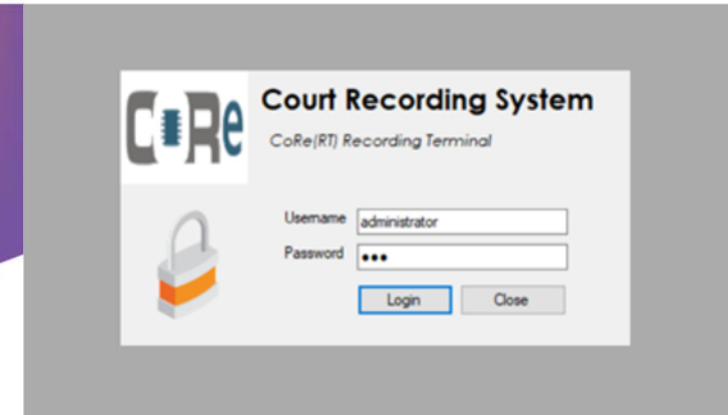 CoRe
Court Recording System
CoRe(RT) Recording Terminal
Username administrator
Password •••
Login Close